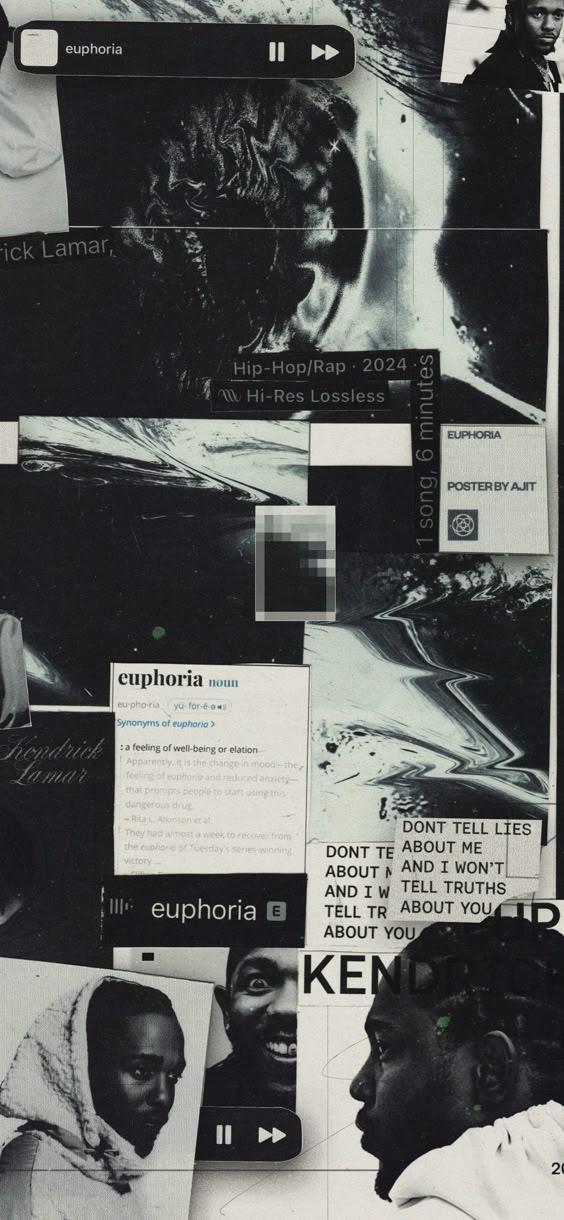 euphoria
rick Lamar,
Hip-Hop/Rap · 2024 ·
Hi-Res Lossless
1 song, 6 minutes
EUPHORIA
POSTER BY AJIT
euphoria noun
eu·pho·ria
yu̇-ˈfȯr-ē-ə
Synonyms of euphoria >
: a feeling of well-being or elation
Apparently, it is the change in mood—the
feeling of euphoria and reduced anxiety—
that prompts people to start using this
dangerous drug.
— Rita L. Atkinson et al.
They had almost a week to recover from
the euphoria of Tuesday's series-winning
victory ...
Kendrick
Lamar
DONT TELL LIES
ABOUT ME
AND I WON'T
TELL TRUTHS
ABOUT YOU
DONT TE
ABOUT M
AND I W
TELL TR
ABOUT YOU
euphoria E
EUP
KENDRICK
20